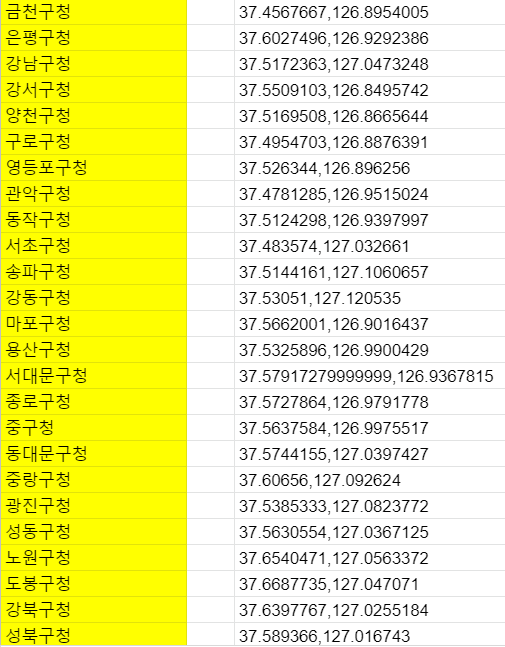 금천구청 37.4567667,126.8954005
은평구청 37.6027496,126.9292386
강남구청 37.5172363,127.0473248
강서구청 37.5509103,126.8495742
양천구청 37.5169508,126.8665644
구로구청 37.4954703,126.8876391
영등포구청 37.526344,126.896256
관악구청 37.4781285,126.9515024
동작구청 37.5124298,126.9397997
서초구청 37.483574,127.032661
송파구청 37.5144161,127.1060657
강동구청 37.53051,127.120535
마포구청 37.5662001,126.9016437
용산구청 37.5325896,126.9900429
서대문구청 37.57917279999999,126.9367815
종로구청 37.5727864,126.9791778
중구청 37.5637584,126.9975517
동대문구청 37.5744155,127.0397427
중랑구청 37.60656,127.092624
광진구청 37.5385333,127.0823772
성동구청 37.5630554,127.0367125
노원구청 37.6540471,127.0563372
도봉구청 37.6687735,127.047071
강북구청 37.6397767,127.0255184
성북구청 37.589366,127.016743